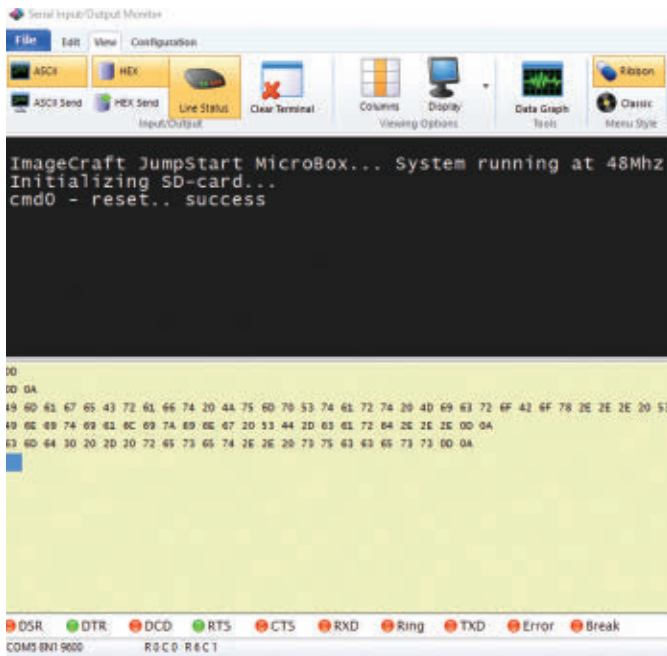 Serial Input/Output Monitor
File Edit View Configuration
ASCII HEX Ribbon
ASCII Send HEX Send Line Status Clear Terminal Columns Display Data Graph Classic
Input/Output Viewing Options Tools Menu Style
ImageCraft JumpStart MicroBox... System running at 48Mhz
Initializing SD-card...
cmd0 - reset.. success
0D
0D 0A
49 6D 61 67 65 43 72 61 66 74 20 4A 75 6D 70 53 74 61 72 74 20 4D 69 63 72 6F 42 6F 78 2E 2E 2E 20 53
49 6E 69 74 69 61 6C 69 7A 69 6E 67 20 53 44 2D 63 61 72 64 2E 2E 2E 0D 0A
63 6D 64 30 20 2D 20 72 65 73 65 74 2E 2E 20 73 75 63 63 65 73 73 0D 0A
DSR DTR DCD RTS CTS RXD Ring TXD Error Break
COM5 8N1 9600 R0C0 R6C1